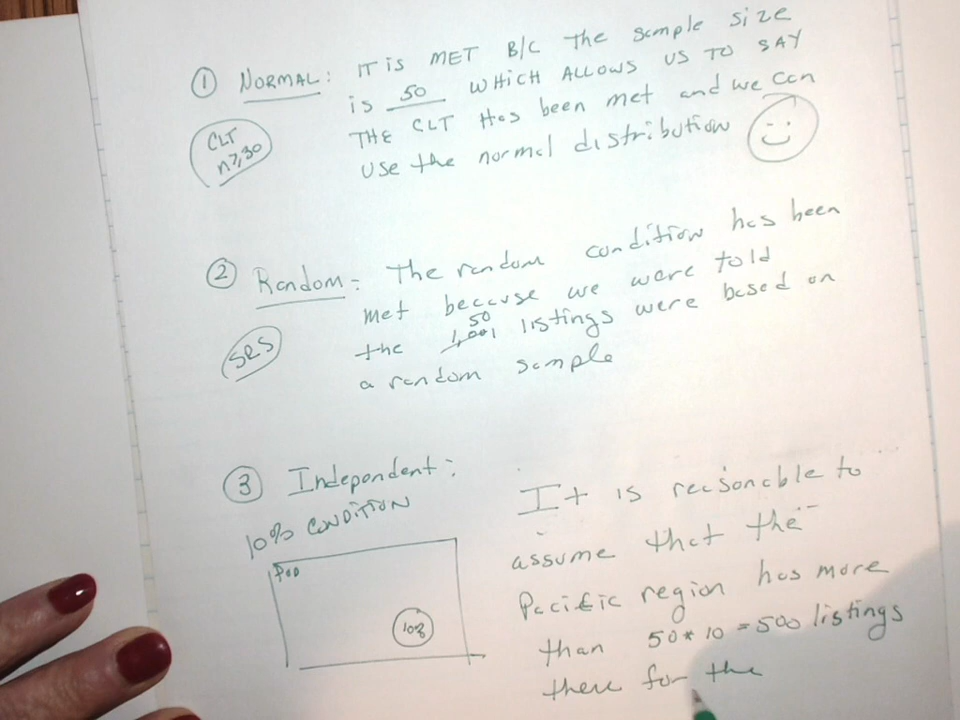 ① NORMAL: IT is MET B/C The sample size
is 50 WHICH ALLOWS US TO SAY
CLT
n≥30
THE CLT Has been met and we can
use the normal distribution
② Random: The random condition has been
met because we were told
SRS
50
the 1,001 listings were based on
a random sample
③ Independent:
10% CONDITION
Pop
10%
It is reasonable to
assume that the
Pacific region has more
than 50*10=500 listings
there for the